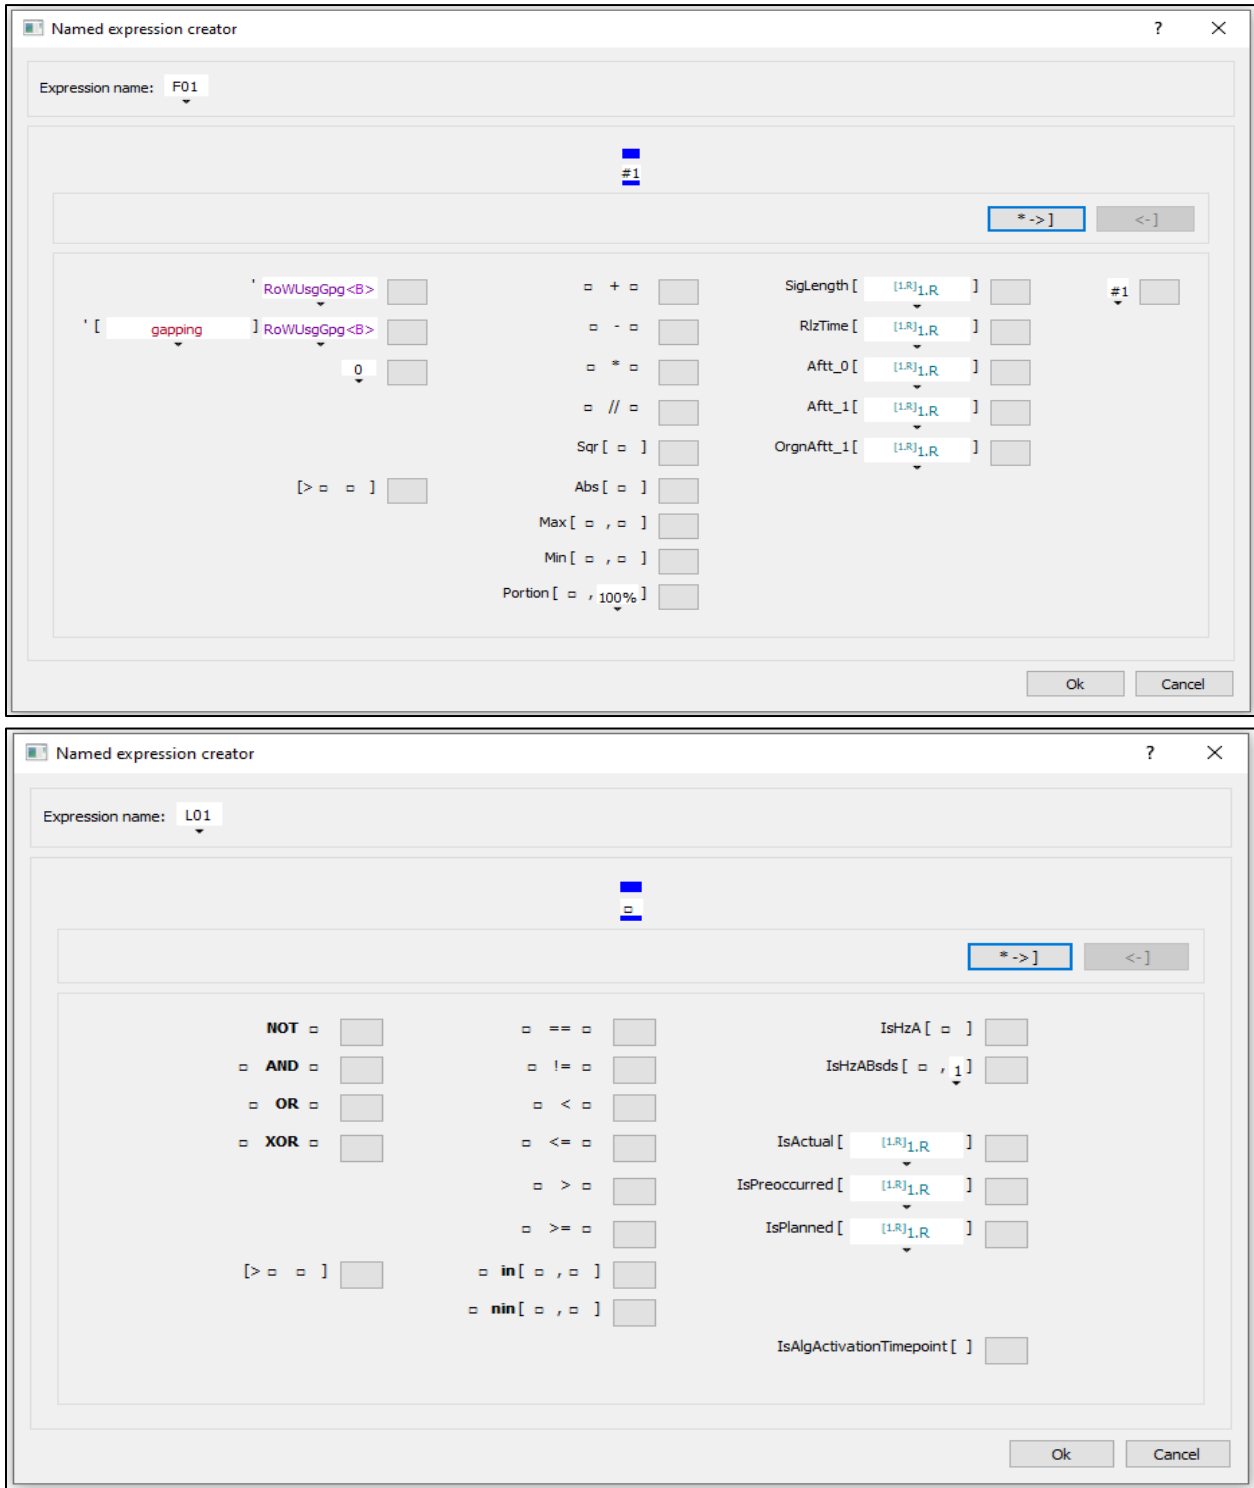 Named expression creator ? ×
Expression name: F01
#1
* -> ] <- ]
' RoWUsgGpg<B> □ + □ SigLength [ [1.R]1.R ] #1
' [ gapping ] RoWUsgGpg<B> □ - □ RlzTime [ [1.R]1.R ]
0 □ * □ Aftt_0 [ [1.R]1.R ]
□ // □ Aftt_1 [ [1.R]1.R ]
Sqr [ □ ] OrgnAftt_1 [ [1.R]1.R ]
[> □ □ ] Abs [ □ ]
Max [ □ , □ ]
Min [ □ , □ ]
Portion [ □ , 100% ]
Ok Cancel
Named expression creator ? ×
Expression name: L01
□
* -> ] <- ]
NOT □ □ == □ IsHzA [ □ ]
□ AND □ □ != □ IsHzABsds [ □ , 1 ]
□ OR □ □ < □
□ XOR □ □ <= □ IsActual [ [1.R]1.R ]
□ > □ IsPreoccurred [ [1.R]1.R ]
□ >= □ IsPlanned [ [1.R]1.R ]
[> □ □ ] □ in [ □ , □ ]
□ nin [ □ , □ ]
IsAlgActivationTimepoint [ ]
Ok Cancel